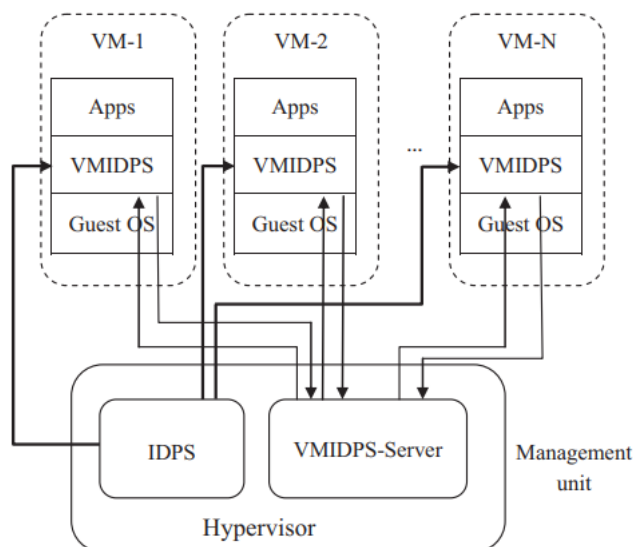 VM-1
VM-2
VM-N
Apps
Apps
Apps
...
VMIDPS
VMIDPS
VMIDPS
Guest OS
Guest OS
Guest OS
IDPS
VMIDPS-Server
Management
unit
Hypervisor